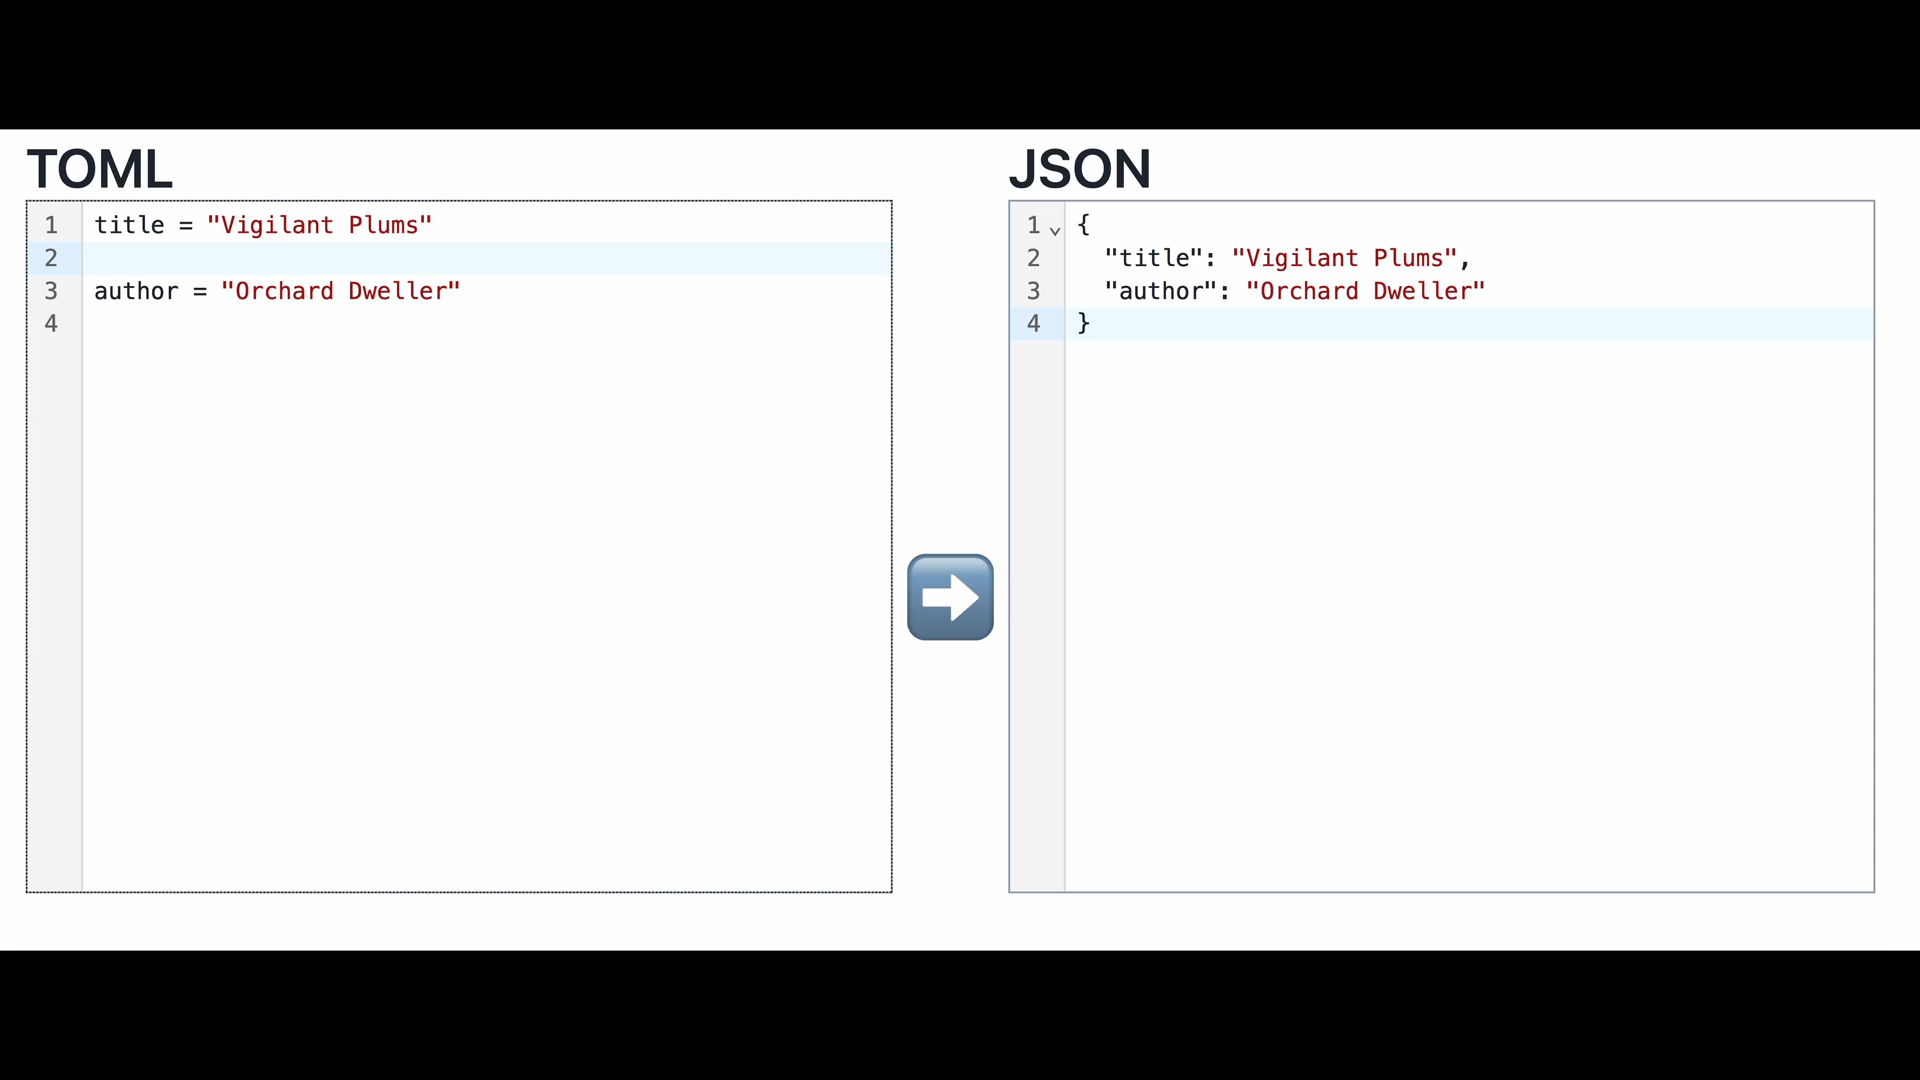 TOML
1 title = "Vigilant Plums"
2
3 author = "Orchard Dweller"
4
JSON
1 {
2   "title": "Vigilant Plums",
3   "author": "Orchard Dweller"
4 }